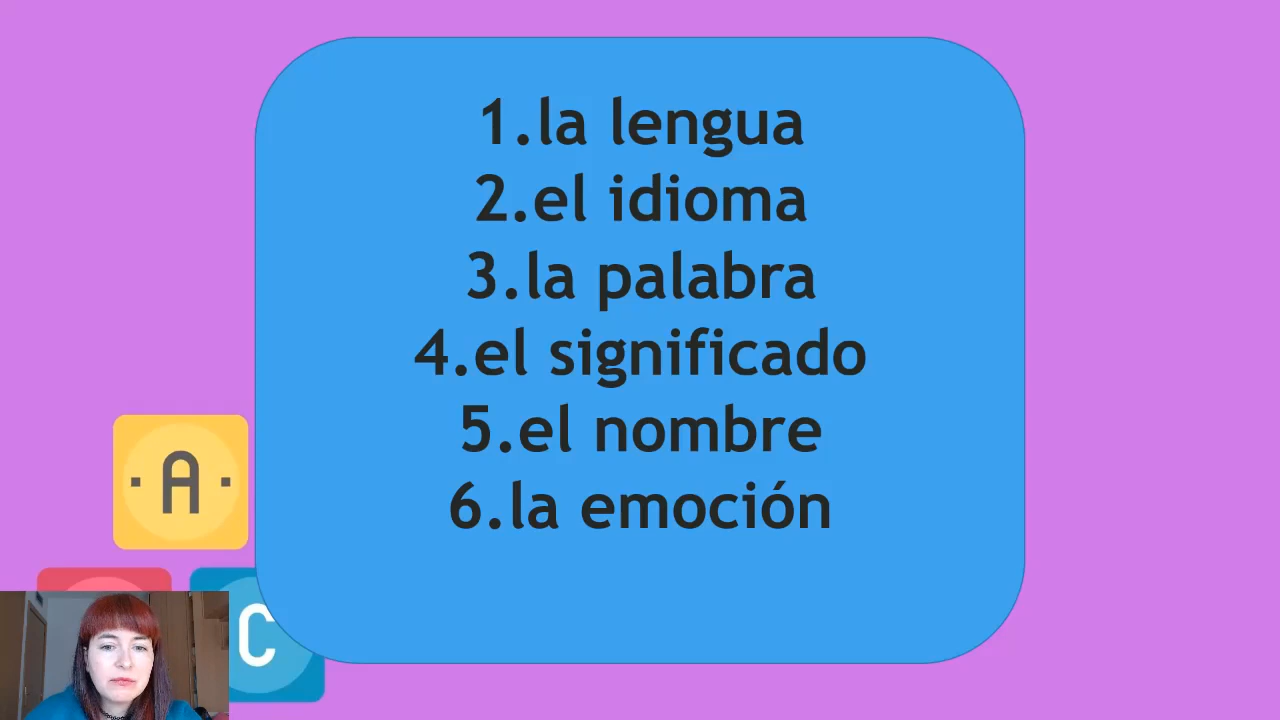 1.la lengua
2.el idioma
3.la palabra
4.el significado
5.el nombre
6.la emoción
·A·
C